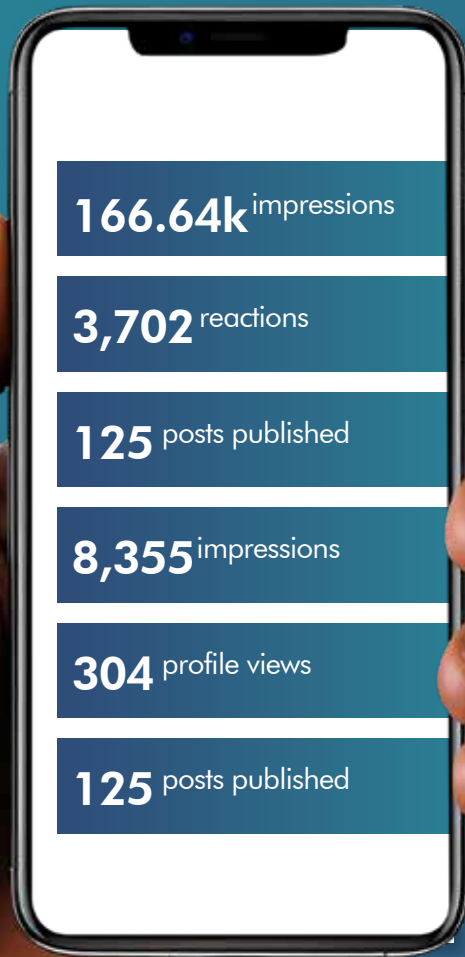 166.64k impressions
3,702 reactions
125 posts published
8,355 impressions
304 profile views
125 posts published